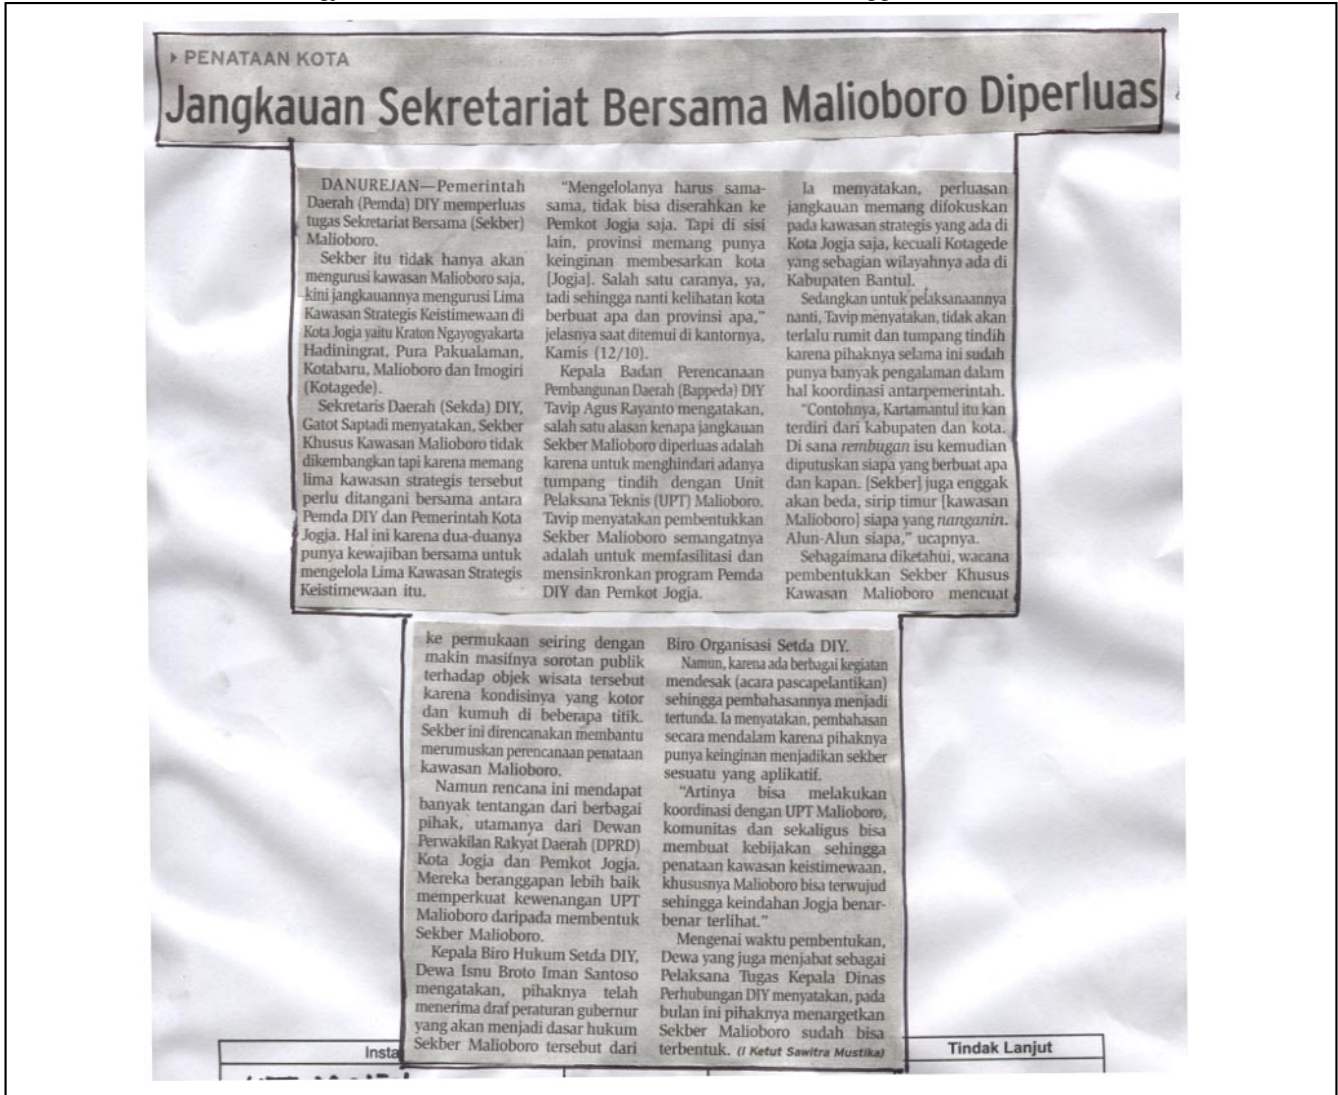 ▸ PENATAAN KOTA
Jangkauan Sekretariat Bersama Malioboro Diperluas
DANUREJAN—Pemerintah
Daerah (Pemda) DIY memperluas
tugas Sekretariat Bersama (Sekber)
Malioboro.
Sekber itu tidak hanya akan
mengurusi kawasan Malioboro saja,
kini jangkauannya mengurusi Lima
Kawasan Strategis Keistimewaan di
Kota Jogja yaitu Kraton Ngayogyakarta
Hadiningrat, Pura Pakualaman,
Kotabaru, Malioboro dan Imogiri
(Kotagede).
Sekretaris Daerah (Sekda) DIY,
Gatot Saptadi menyatakan, Sekber
Khusus Kawasan Malioboro tidak
dikembangkan tapi karena memang
lima kawasan strategis tersebut
perlu ditangani bersama antara
Pemda DIY dan Pemerintah Kota
Jogja. Hal ini karena dua-duanya
punya kewajiban bersama untuk
mengelola Lima Kawasan Strategis
Keistimewaan itu.
"Mengelolanya harus sama-
sama, tidak bisa diserahkan ke
Pemkot Jogja saja. Tapi di sisi
lain, provinsi memang punya
keinginan membesarkan kota
[Jogja]. Salah satu caranya, ya,
tadi sehingga nanti kelihatan kota
berbuat apa dan provinsi apa,"
jelasnya saat ditemui di kantornya,
Kamis (12/10).
Kepala Badan Perencanaan
Pembangunan Daerah (Bappeda) DIY
Tavip Agus Rayanto mengatakan,
salah satu alasan kenapa jangkauan
Sekber Malioboro diperluas adalah
karena untuk menghindari adanya
tumpang tindih dengan Unit
Pelaksana Teknis (UPT) Malioboro.
Tavip menyatakan pembentukkan
Sekber Malioboro semangatnya
adalah untuk memfasilitasi dan
mensinkronkan program Pemda
DIY dan Pemkot Jogja.
Ia menyatakan, perluasan
jangkauan memang difokuskan
pada kawasan strategis yang ada di
Kota Jogja saja, kecuali Kotagede
yang sebagian wilayahnya ada di
Kabupaten Bantul.
Sedangkan untuk pelaksanaannya
nanti, Tavip menyatakan, tidak akan
terlalu rumit dan tumpang tindih
karena pihaknya selama ini sudah
punya banyak pengalaman dalam
hal koordinasi antarpemerintah.
"Contohnya, Kartamantul itu kan
terdiri dari kabupaten dan kota.
Di sana rembugan isu kemudian
diputuskan siapa yang berbuat apa
dan kapan. [Sekber] juga enggak
akan beda, sirip timur [kawasan
Malioboro] siapa yang nanganin.
Alun-Alun siapa," ucapnya.
Sebagaimana diketahui, wacana
pembentukkan Sekber Khusus
Kawasan Malioboro mencuat
ke permukaan seiring dengan
makin masifnya sorotan publik
terhadap objek wisata tersebut
karena kondisinya yang kotor
dan kumuh di beberapa titik.
Sekber ini direncanakan membantu
merumuskan perencanaan penataan
kawasan Malioboro.
Namun rencana ini mendapat
banyak tentangan dari berbagai
pihak, utamanya dari Dewan
Perwakilan Rakyat Daerah (DPRD)
Kota Jogja dan Pemkot Jogja.
Mereka beranggapan lebih baik
memperkuat kewenangan UPT
Malioboro daripada membentuk
Sekber Malioboro.
Kepala Biro Hukum Setda DIY,
Dewa Isnu Broto Iman Santoso
mengatakan, pihaknya telah
menerima draf peraturan gubernur
yang akan menjadi dasar hukum
Sekber Malioboro tersebut dari
Biro Organisasi Setda DIY.
Namun, karena ada berbagai kegiatan
mendesak (acara pascapelantikan)
sehingga pembahasannya menjadi
tertunda. Ia menyatakan, pembahasan
secara mendalam karena pihaknya
punya keinginan menjadikan sekber
sesuatu yang aplikatif.
"Artinya bisa melakukan
koordinasi dengan UPT Malioboro,
komunitas dan sekaligus bisa
membuat kebijakan sehingga
penataan kawasan keistimewaan,
khususnya Malioboro bisa terwujud
sehingga keindahan Jogja benar-
benar terlihat."
Mengenai waktu pembentukan,
Dewa yang juga menjabat sebagai
Pelaksana Tugas Kepala Dinas
Perhubungan DIY menyatakan, pada
bulan ini pihaknya menargetkan
Sekber Malioboro sudah bisa
terbentuk. (I Ketut Sawitra Mustika)
Insta
Tindak Lanjut